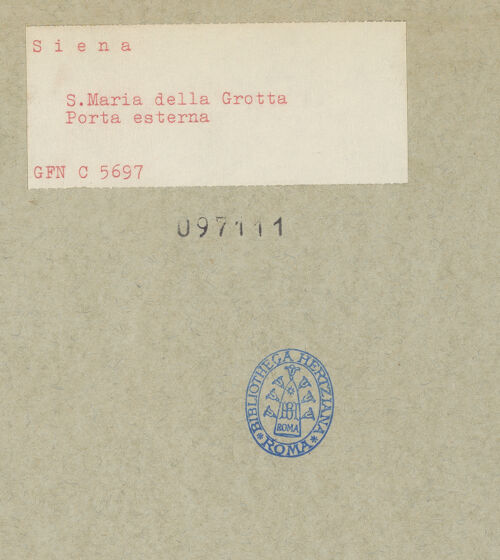 S i e n a
S.Maria della Grotta
Porta esterna
GFN C 5697
097111
BIBLIOTHECA HERTZIANA
ROMA
* ROMA *